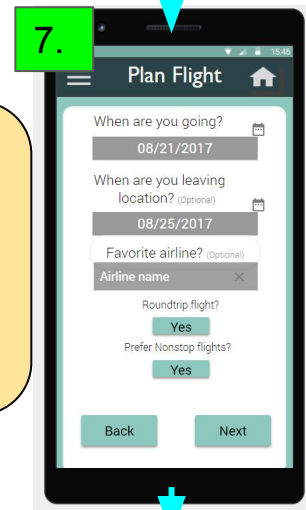 7.
15:45
Plan Flight
When are you going?
08/21/2017
When are you leaving
location? (Optional)
08/25/2017
Favorite airline? (Optional)
Airline name
Roundtrip flight?
Yes
Prefer Nonstop flights?
Yes
Back Next